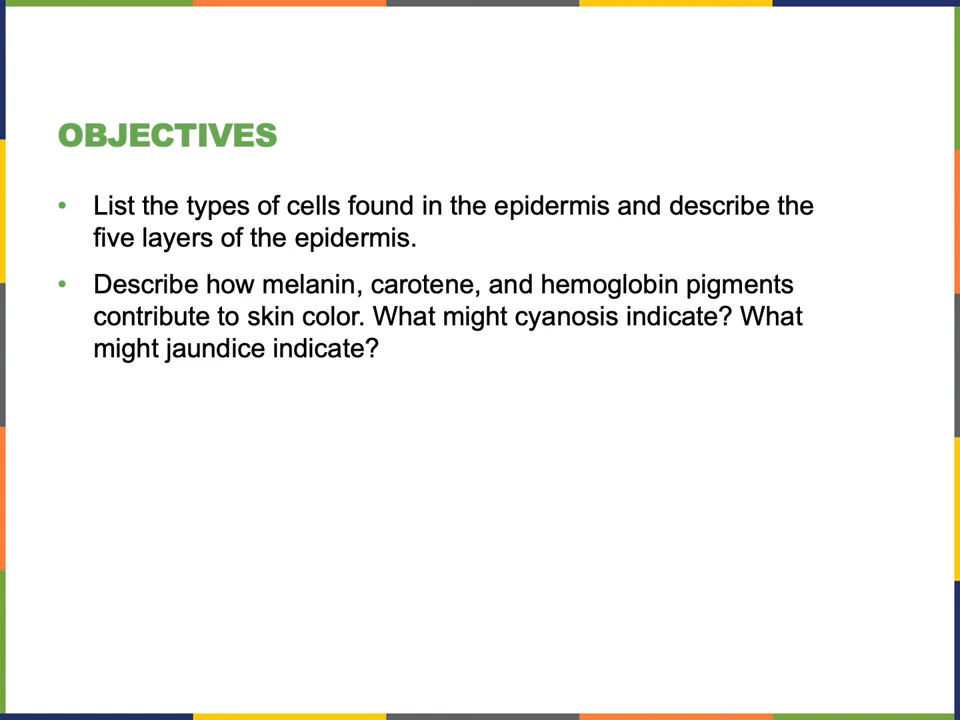 OBJECTIVES
• List the types of cells found in the epidermis and describe the
five layers of the epidermis.
• Describe how melanin, carotene, and hemoglobin pigments
contribute to skin color. What might cyanosis indicate? What
might jaundice indicate?